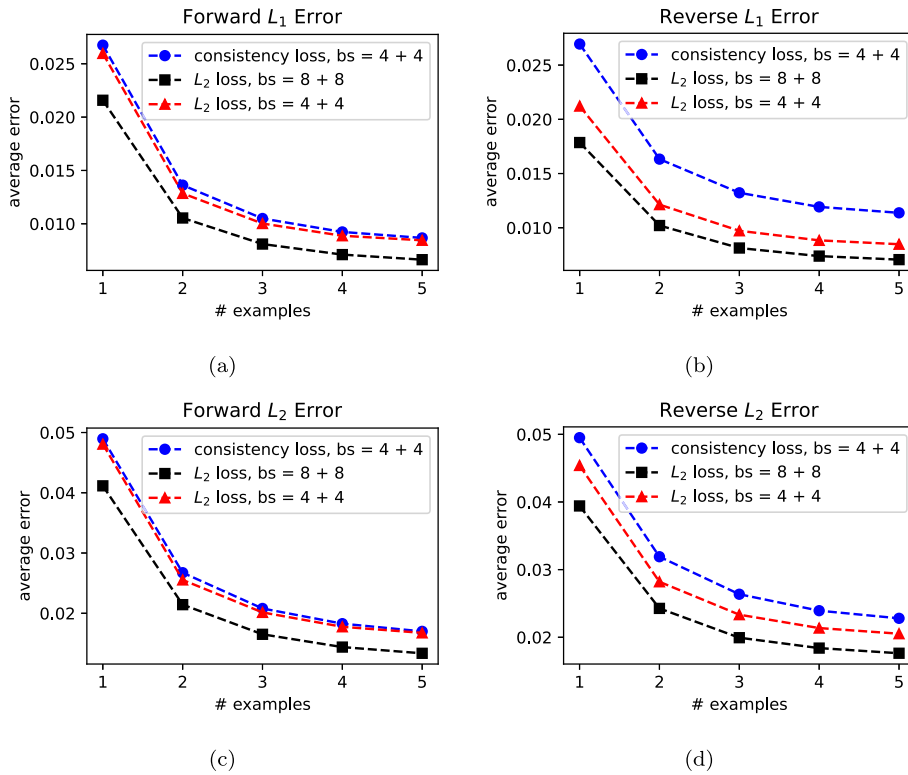 Forward L₁ Error
average error
0.025
0.020
0.015
0.010
consistency loss, bs = 4 + 4
L₂ loss, bs = 8 + 8
L₂ loss, bs = 4 + 4
1 2 3 4 5
# examples
(a)
Reverse L₁ Error
average error
0.025
0.020
0.015
0.010
consistency loss, bs = 4 + 4
L₂ loss, bs = 8 + 8
L₂ loss, bs = 4 + 4
1 2 3 4 5
# examples
(b)
Forward L₂ Error
average error
0.05
0.04
0.03
0.02
consistency loss, bs = 4 + 4
L₂ loss, bs = 8 + 8
L₂ loss, bs = 4 + 4
1 2 3 4 5
# examples
(c)
Reverse L₂ Error
average error
0.05
0.04
0.03
0.02
consistency loss, bs = 4 + 4
L₂ loss, bs = 8 + 8
L₂ loss, bs = 4 + 4
1 2 3 4 5
# examples
(d)